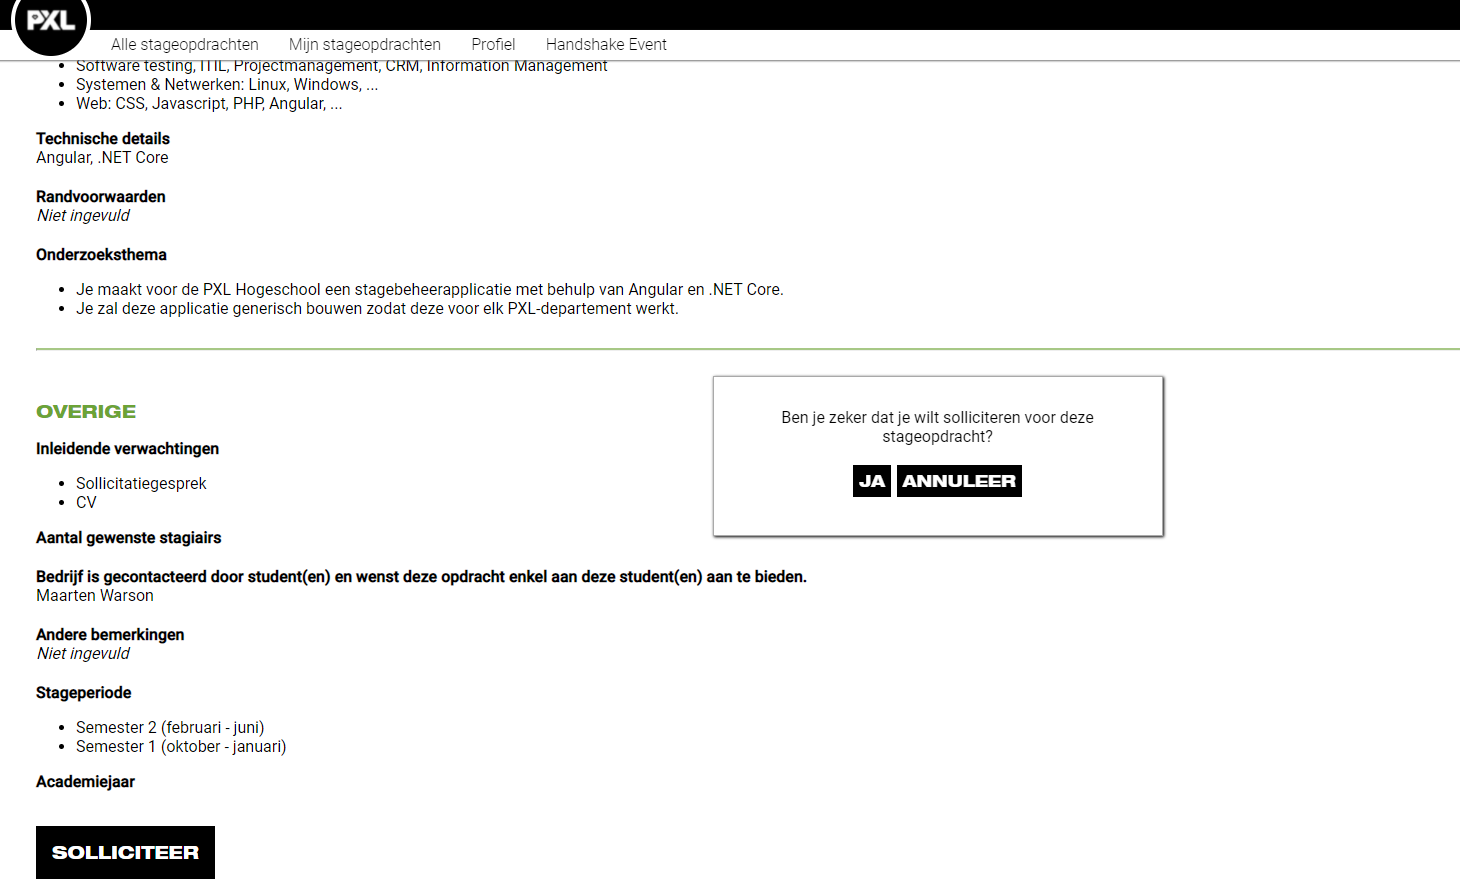 PXL
Alle stageopdrachten Mijn stageopdrachten Profiel Handshake Event
Software testing, ITIL, Projectmanagement, CRM, Information Management
Systemen & Netwerken: Linux, Windows, ...
Web: CSS, Javascript, PHP, Angular, ...
Technische details
Angular, .NET Core
Randvoorwaarden
Niet ingevuld
Onderzoeksthema
Je maakt voor de PXL Hogeschool een stagebeheerapplicatie met behulp van Angular en .NET Core.
Je zal deze applicatie generisch bouwen zodat deze voor elk PXL-departement werkt.
OVERIGE
Inleidende verwachtingen
Sollicitatiegesprek
CV
Aantal gewenste stagiairs
Bedrijf is gecontacteerd door student(en) en wenst deze opdracht enkel aan deze student(en) aan te bieden.
Maarten Warson
Andere bemerkingen
Niet ingevuld
Stageperiode
Semester 2 (februari - juni)
Semester 1 (oktober - januari)
Academiejaar
SOLLICITEER
Ben je zeker dat je wilt solliciteren voor deze
stageopdracht?
JA ANNULEER